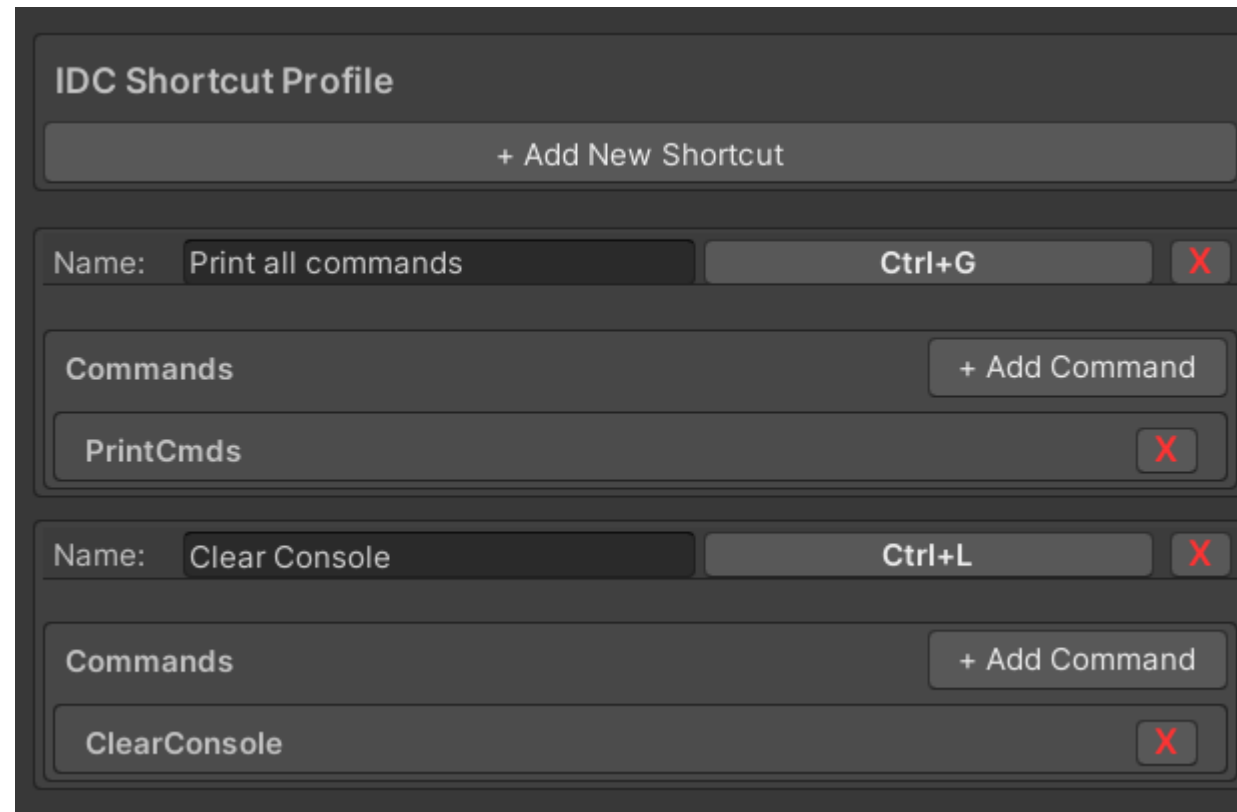 IDC Shortcut Profile
+ Add New Shortcut
Name: Print all commands Ctrl+G X
Commands + Add Command
PrintCmds X
Name: Clear Console Ctrl+L X
Commands + Add Command
ClearConsole X